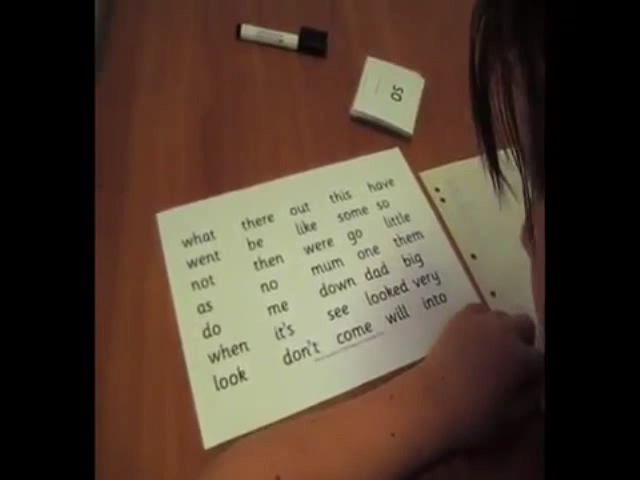 so
what there out this have
went be like some so
not then were go little
as no mum one them
do me down dad big
when it's see looked very
look don't come will into